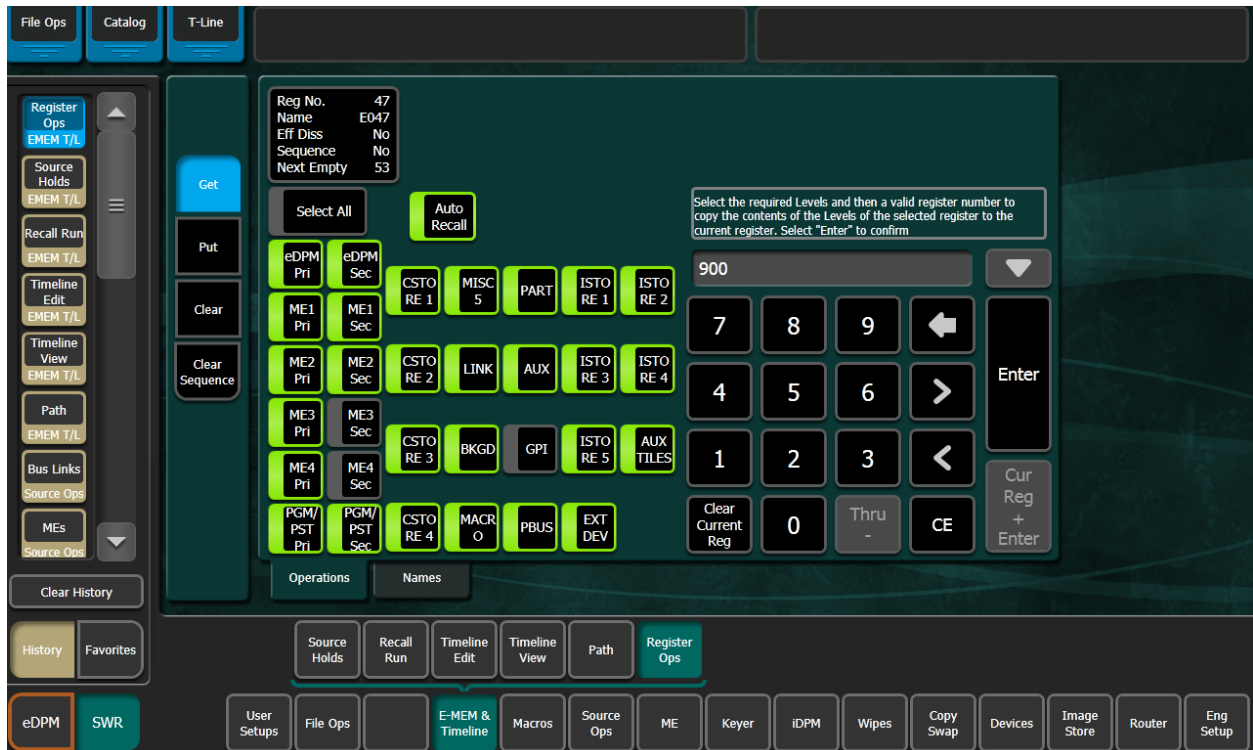 File Ops
Catalog
T-Line
Register
Ops
EMEM T/L
Source
Holds
EMEM T/L
Recall Run
EMEM T/L
Timeline
Edit
EMEM T/L
Timeline
View
EMEM T/L
Path
EMEM T/L
Bus Links
Source Ops
MEs
Source Ops
Clear History
History
Favorites
eDPM
SWR
Get
Put
Clear
Clear
Sequence
Reg No. 47
Name E047
Eff Diss No
Sequence No
Next Empty 53
Select All
Auto
Recall
eDPM
Pri
eDPM
Sec
ME1
Pri
ME1
Sec
ME2
Pri
ME2
Sec
ME3
Pri
ME3
Sec
ME4
Pri
ME4
Sec
PGM/
PST
Pri
PGM/
PST
Sec
CSTO
RE 1
MISC
5
PART
ISTO
RE 1
ISTO
RE 2
CSTO
RE 2
LINK
AUX
ISTO
RE 3
ISTO
RE 4
CSTO
RE 3
BKGD
GPI
ISTO
RE 5
AUX
TILES
CSTO
RE 4
MACR
O
PBUS
EXT
DEV
Select the required Levels and then a valid register number to
copy the contents of the Levels of the selected register to the
current register. Select "Enter" to confirm
900
7 8 9
4 5 6 >
1 2 3 <
Clear
Current
Reg
0
Thru
-
CE
Enter
Cur
Reg
+
Enter
Operations
Names
Source
Holds
Recall
Run
Timeline
Edit
Timeline
View
Path
Register
Ops
User
Setups
File Ops
E-MEM &
Timeline
Macros
Source
Ops
ME
Keyer
iDPM
Wipes
Copy
Swap
Devices
Image
Store
Router
Eng
Setup